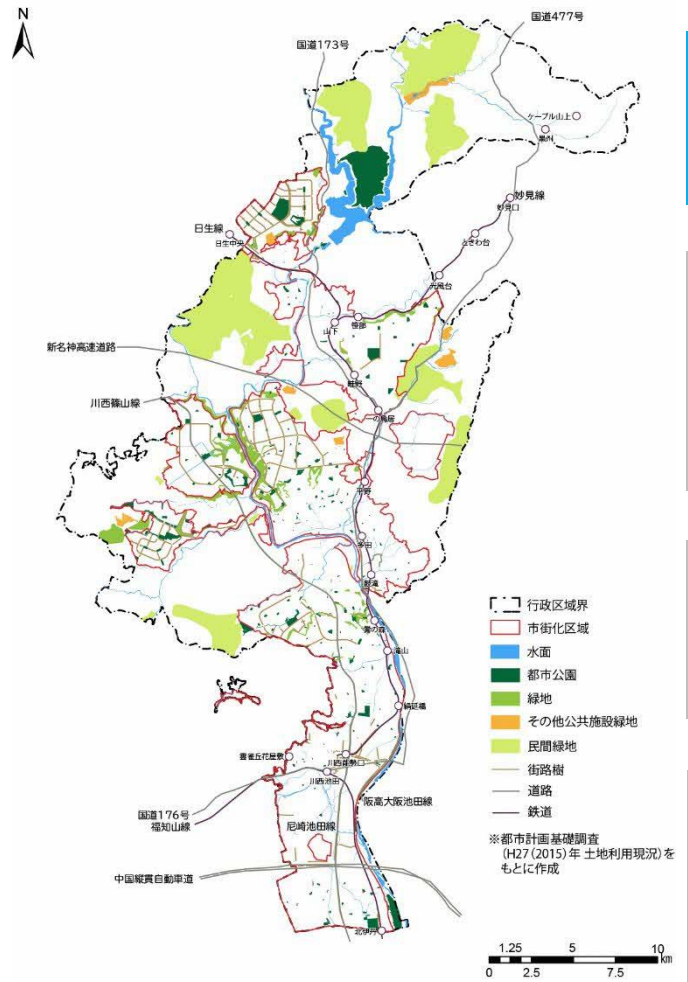 N
国道477号
国道173号
ケープル山上
黒川
妙見線
妙見口
日生線
日生中央
ときわ台
光風台
山下
笹部
新名神高速道路
畦野
川西篠山線
一の鳥居
平野
多田
鼓滝
鶯の森
滝山
絹延橋
雲雀丘花屋敷
川西能勢口
川西池田
阪高大阪池田線
国道176号
福知山線
尼崎池田線
中国縦貫自動車道
北伊丹
行政区域界
市街化区域
水面
都市公園
緑地
その他公共施設緑地
民間緑地
街路樹
道路
鉄道
※都市計画基礎調査
(H27(2015)年 土地利用現況)を
もとに作成
1.25 5 10
km
0 2.5 7.5